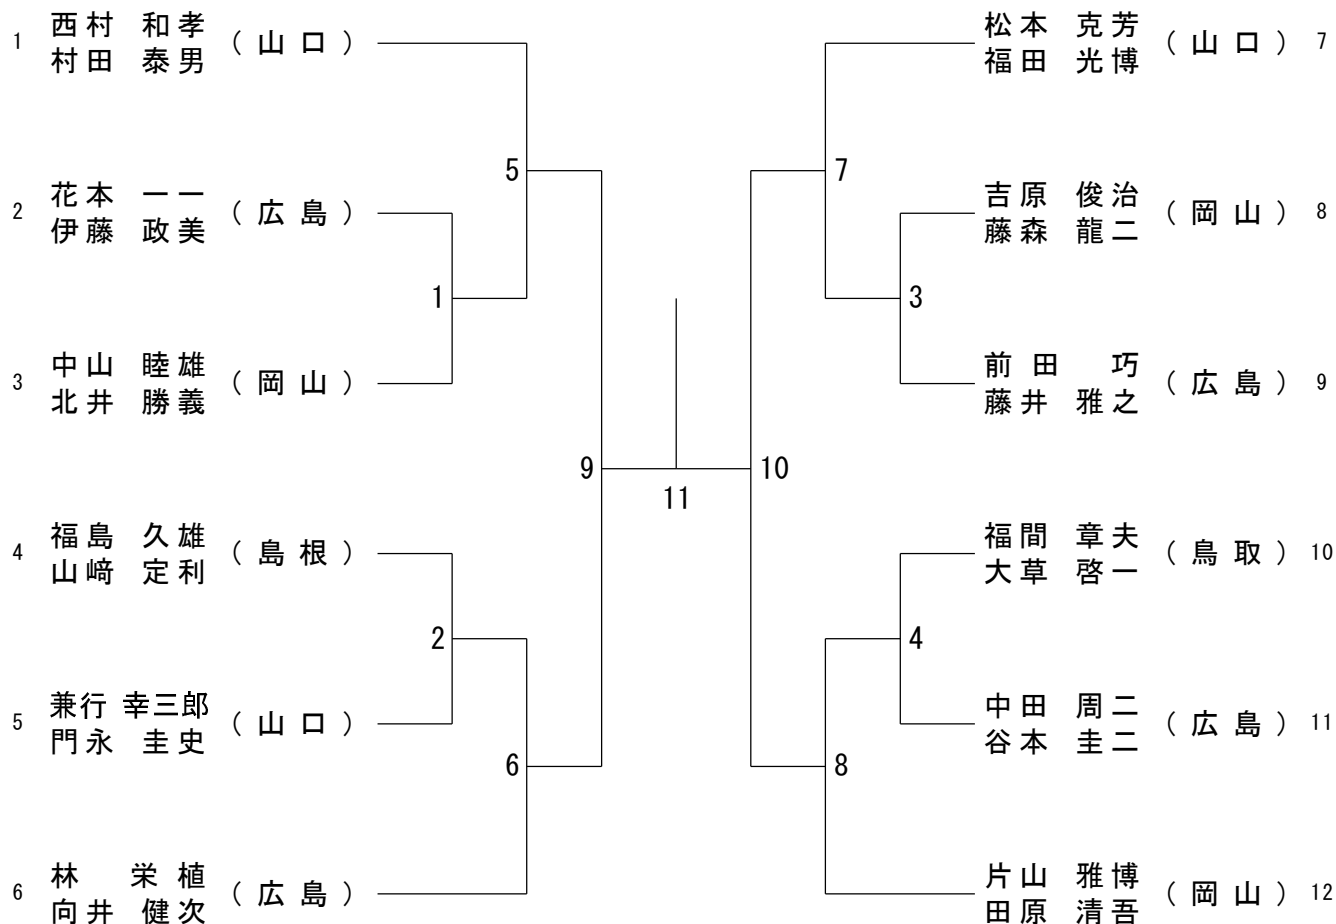 1 西村 和孝 (山口)
村田 泰男
2 花本 一一 (広島)
伊藤 政美
3 中山 睦雄 (岡山)
北井 勝義
4 福島 久雄 (島根)
山﨑 定利
5 兼行 幸三郎 (山口)
門永 圭史
6 林 栄植 (広島)
向井 健次
5
1
9
2
6
11
7
3
10
4
8
松本 克芳 (山口) 7
福田 光博
吉原 俊治 (岡山) 8
藤森 龍二
前田 巧 (広島) 9
藤井 雅之
福間 章夫 (鳥取) 10
大草 啓一
中田 周二 (広島) 11
谷本 圭二
片山 雅博 (岡山) 12
田原 清吾